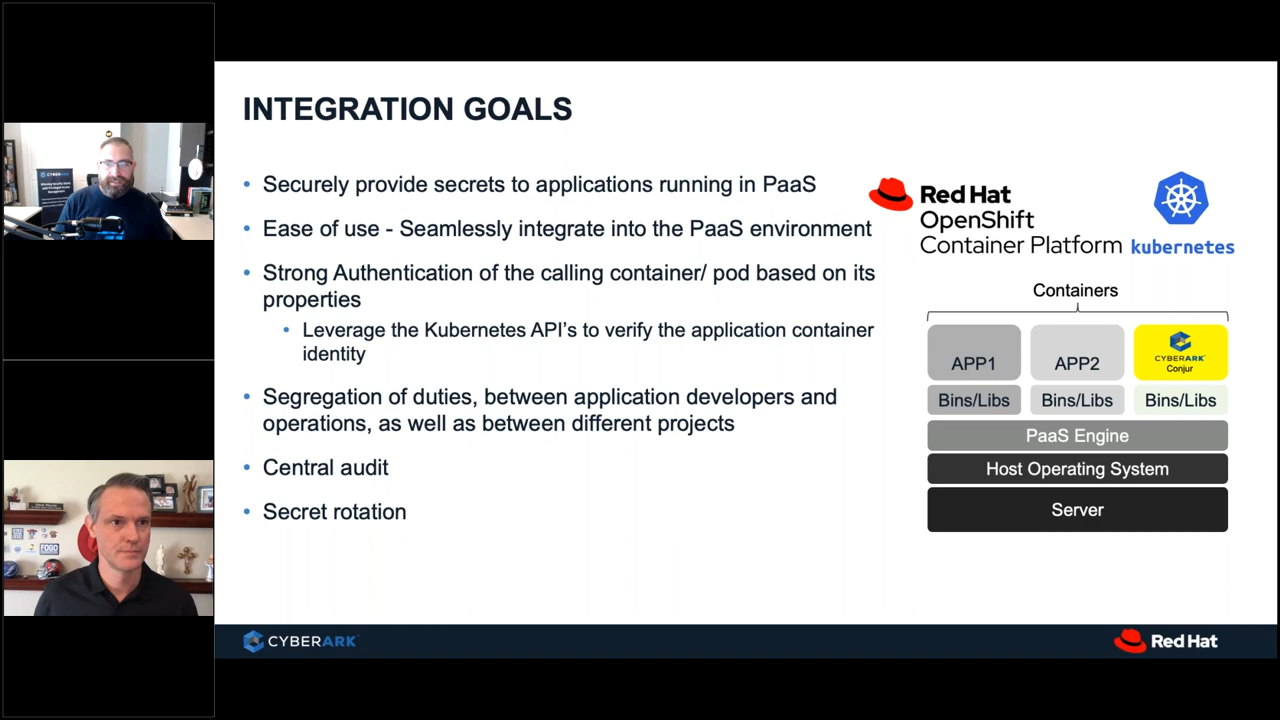 INTEGRATION GOALS
• Securely provide secrets to applications running in PaaS
• Ease of use - Seamlessly integrate into the PaaS environment
• Strong Authentication of the calling container/ pod based on its
properties
• Leverage the Kubernetes API's to verify the application container
identity
• Segregation of duties, between application developers and
operations, as well as between different projects
• Central audit
• Secret rotation
Red Hat
OpenShift
Container Platform
kubernetes
Containers
APP1
APP2
CYBERARK
Conjur
Bins/Libs
Bins/Libs
Bins/Libs
PaaS Engine
Host Operating System
Server
CYBERARK
Red Hat
CYBERARK
FOGO